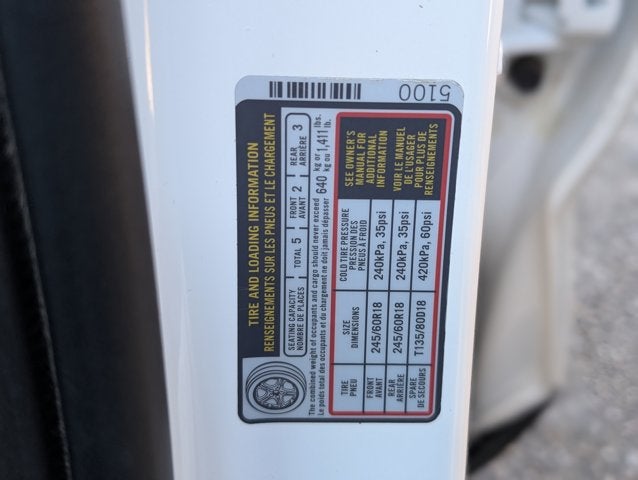 TIRE AND LOADING INFORMATION
RENSEIGNEMENTS SUR LES PNEUS ET LE CHARGEMENT
SEATING CAPACITY
NOMBRE DE PLACES
TOTAL 5
FRONT
AVANT 2
REAR
ARRIÈRE 3
The combined weight of occupants and cargo should never exceed 640 kg or 1,411 lbs.
Le poids total des occupants et du chargement ne doit jamais dépasser kg ou lb.
TIRE
PNEU
SIZE
DIMENSIONS
COLD TIRE PRESSURE
PRESSION DES
PNEUS À FROID
SEE OWNER'S
MANUAL FOR
ADDITIONAL
INFORMATION
VOIR LE MANUEL
DE L'USAGER
POUR PLUS DE
RENSEIGNEMENTS
FRONT
AVANT
245/60R18
240kPa, 35psi
REAR
ARRIÈRE
245/60R18
240kPa, 35psi
SPARE
DE SECOURS
T135/80D18
420kPa, 60psi
5100